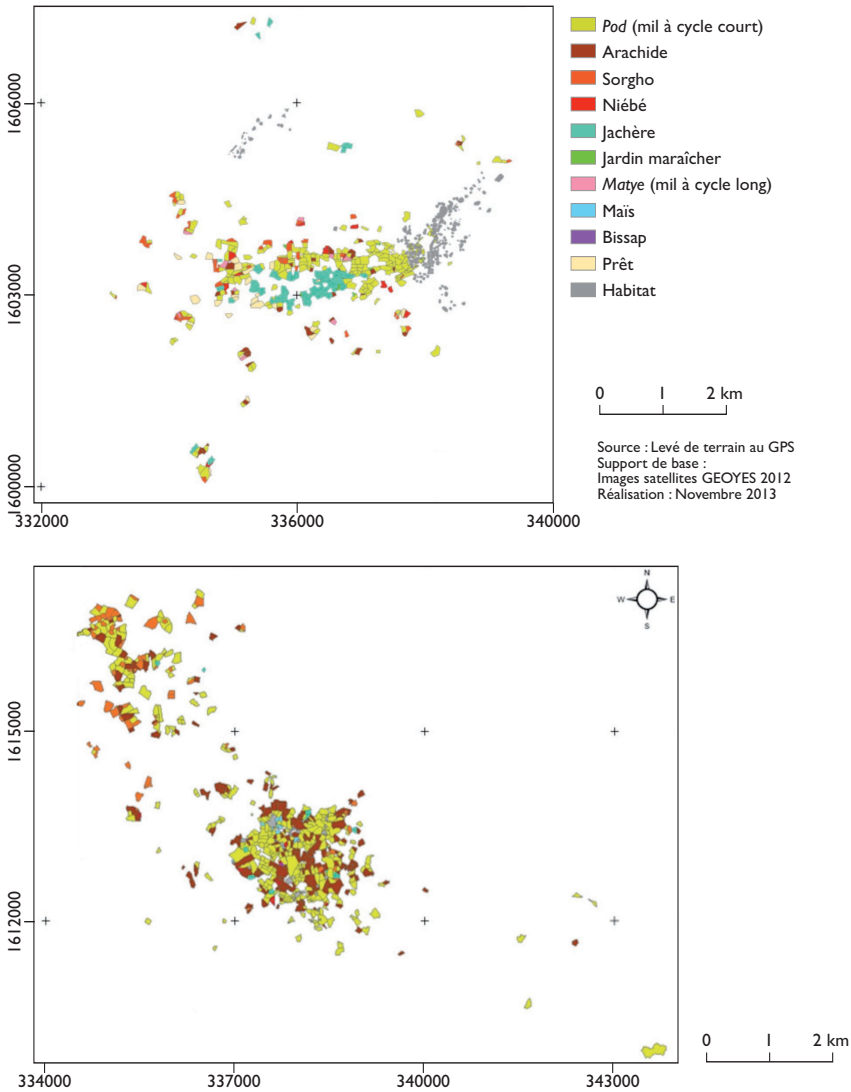 Pod (mil à cycle court)
Arachide
Sorgho
Niébé
Jachère
Jardin maraîcher
Matye (mil à cycle long)
Maïs
Bissap
Prêt
Habitat
0 1 2 km
Source : Levé de terrain au GPS
Support de base :
Images satellites GEOYES 2012
Réalisation : Novembre 2013
1606000
1603000
1600000
332000 336000 340000
N
W E
S
1615000
1612000
334000 337000 340000 343000
0 1 2 km